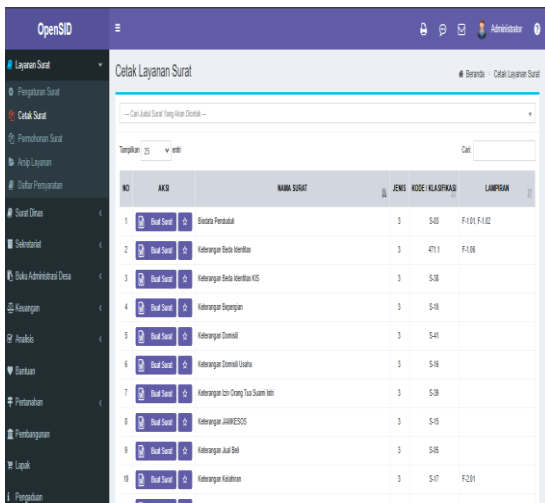 OpenSID
Administrator
Layanan Surat
Pengaturan Surat
Cetak Surat
Permohonan Surat
Arsip Layanan
Daftar Persyaratan
Surat Dinas
Sekretariat
Buku Administrasi Desa
Keuangan
Analisis
Bantuan
Pertanahan
Pembangunan
Lapak
Pengaduan
Cetak Layanan Surat
Beranda > Cetak Layanan Surat
-- Cari Judul Surat Yang Akan Dicetak --
Tampilkan 25 entri
Cari:
NO AKSI NAMA SURAT JENIS KODE / KLASIFIKASI LAMPIRAN
1 Buat Surat Biodata Penduduk 3 S-03 F-1.01, F-1.02
2 Buat Surat Keterangan Beda Identitas 3 471.1 F-1.06
3 Buat Surat Keterangan Beda Identitas KIS 3 S-38
4 Buat Surat Keterangan Bepergian 3 S-18
5 Buat Surat Keterangan Domisili 3 S-41
6 Buat Surat Keterangan Domisili Usaha 3 S-16
7 Buat Surat Keterangan Izin Orang Tua Suami Istri 3 S-39
8 Buat Surat Keterangan JAMKESOS 3 S-15
9 Buat Surat Keterangan Jual Beli 3 S-05
10 Buat Surat Keterangan Kelahiran 3 S-17 F-2.01